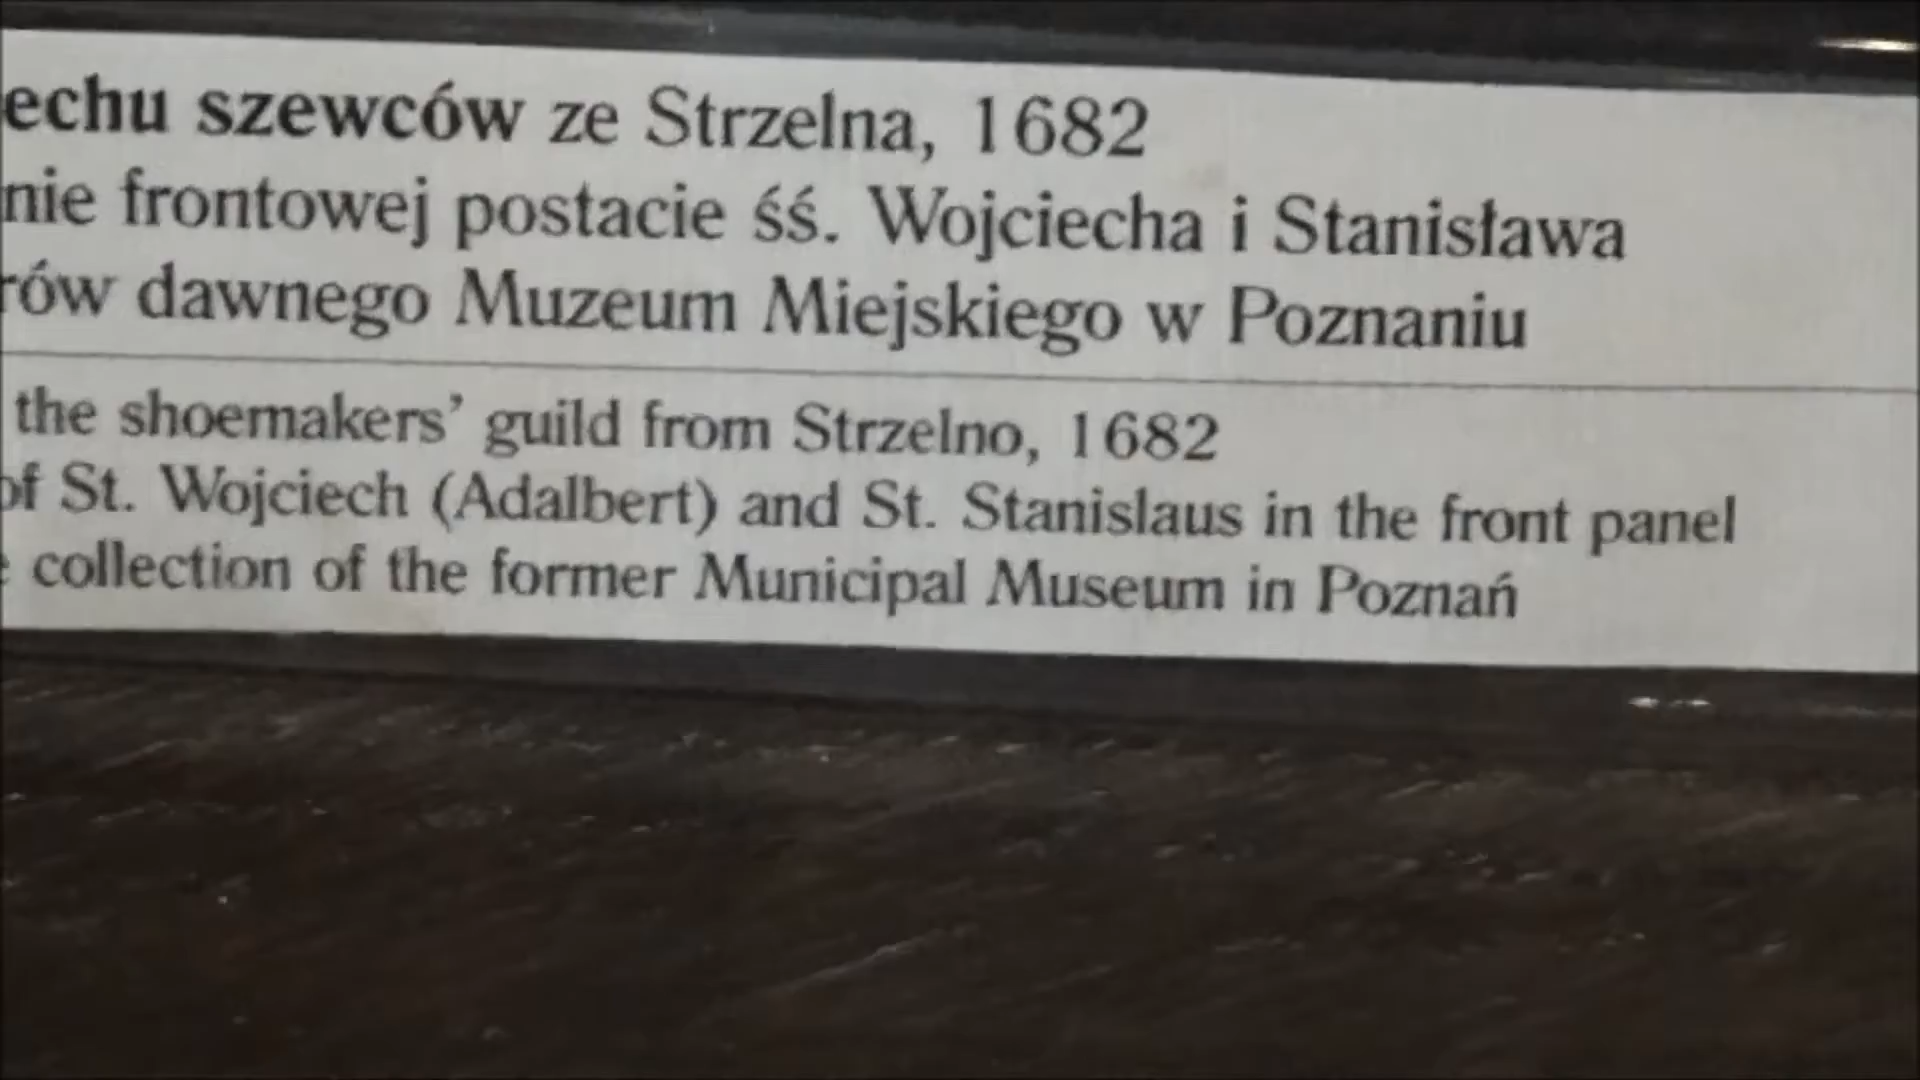 echu szewców ze Strzelna, 1682
nie frontowej postacie śś. Wojciecha i Stanisława
rów dawnego Muzeum Miejskiego w Poznaniu
the shoemakers’ guild from Strzelno, 1682
of St. Wojciech (Adalbert) and St. Stanislaus in the front panel
collection of the former Municipal Museum in Poznań